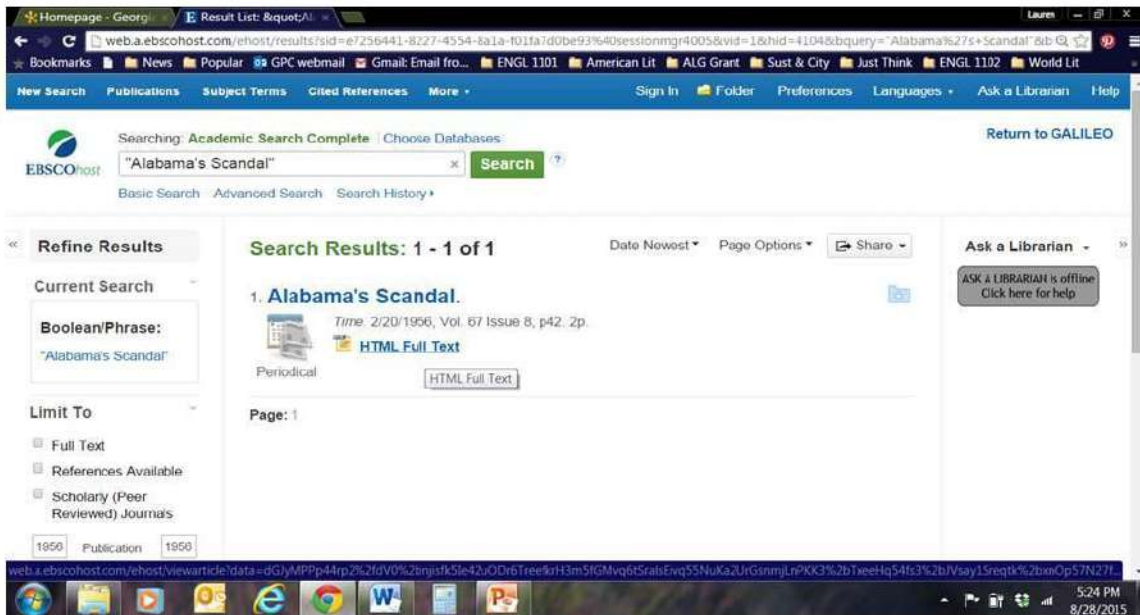 Homepage - Georgi
Result List: &quot;Al
Lauren
web.a.ebscohost.com/ehost/results?sid=e7256441-8227-4554-8a1a-f01fa7d0be93%40sessionmgr4005&vid=1&hid=4104&bquery="Alabama%27s+Scandal"&b
Bookmarks News Popular GPC webmail Gmail: Email fro... ENGL 1101 American Lit ALG Grant Sust & City Just Think ENGL 1102 World Lit
New Search Publications Subject Terms Cited References More Sign In Folder Preferences Languages Ask a Librarian Help
Searching: Academic Search Complete Choose Databases
Return to GALILEO
EBSCOhost
"Alabama's Scandal" × Search ?
Basic Search Advanced Search Search History
« Refine Results
Search Results: 1 - 1 of 1
Date Newest Page Options Share
Ask a Librarian »
Current Search
ASK A LIBRARIAN is offline
Click here for help
1. Alabama's Scandal.
Boolean/Phrase:
Time. 2/20/1956, Vol. 67 Issue 8, p42. 2p.
"Alabama's Scandal"
HTML Full Text
Periodical
HTML Full Text
Limit To
Page: 1
Full Text
References Available
Scholarly (Peer
Reviewed) Journals
1956 Publication 1956
web.a.ebscohost.com/ehost/viewarticle?data=
5:24 PM
8/28/2015